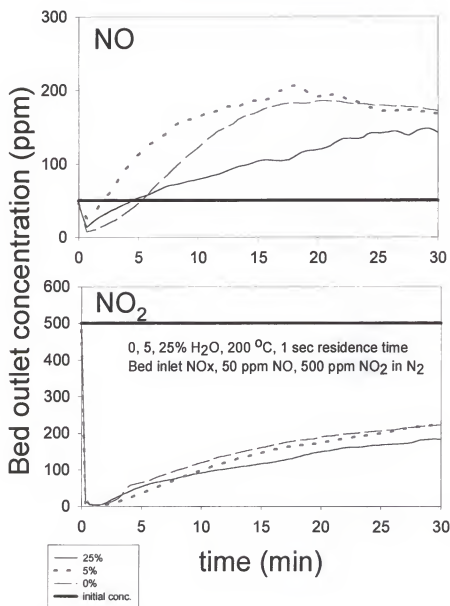 300
NO
200
100
0
0 5 10 15 20 25 30
Bed outlet concentration (ppm)
600
NO2
500
0, 5, 25% H2O, 200 °C, 1 sec residence time
Bed inlet NOx, 50 ppm NO, 500 ppm NO2 in N2
400
300
200
100
0
0 5 10 15 20 25 30
time (min)
25%
5%
0%
initial conc.